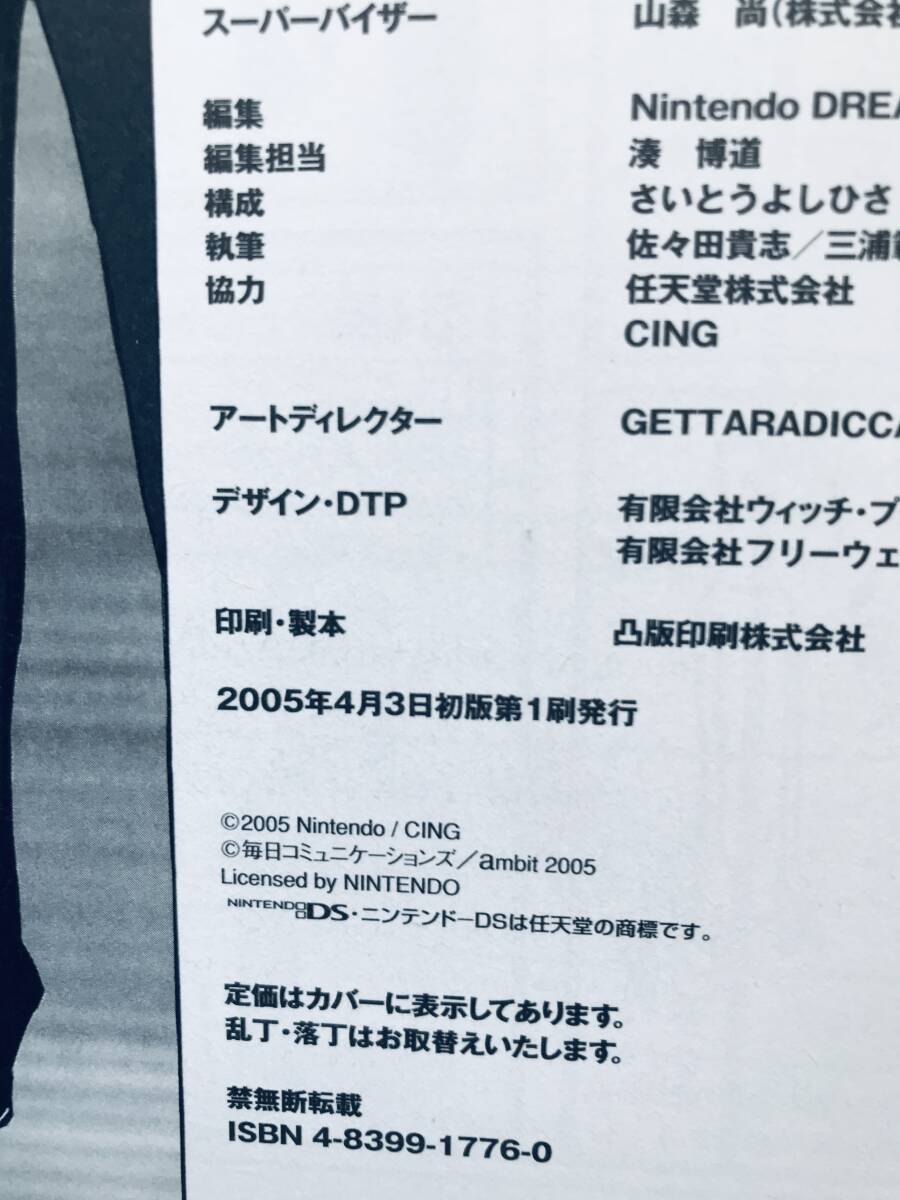 スーパーバイザー 山森 尚(株式会社
編集 Nintendo DREA
編集担当 湊 博道
構成 さいとうよしひさ
執筆 佐々田貴志／三浦
協力 任天堂株式会社
CING
アートディレクター GETTARADICCA
デザイン・DTP 有限会社ウィッチ・プ
有限会社フリーウェ
印刷・製本 凸版印刷株式会社
2005年4月3日初版第1刷発行
©2005 Nintendo / CING
©毎日コミュニケーションズ／ambit 2005
Licensed by NINTENDO
NINTENDO DS・ニンテンドーDSは任天堂の商標です。
定価はカバーに表示してあります。
乱丁・落丁はお取替えいたします。
禁無断転載
ISBN 4-8399-1776-0